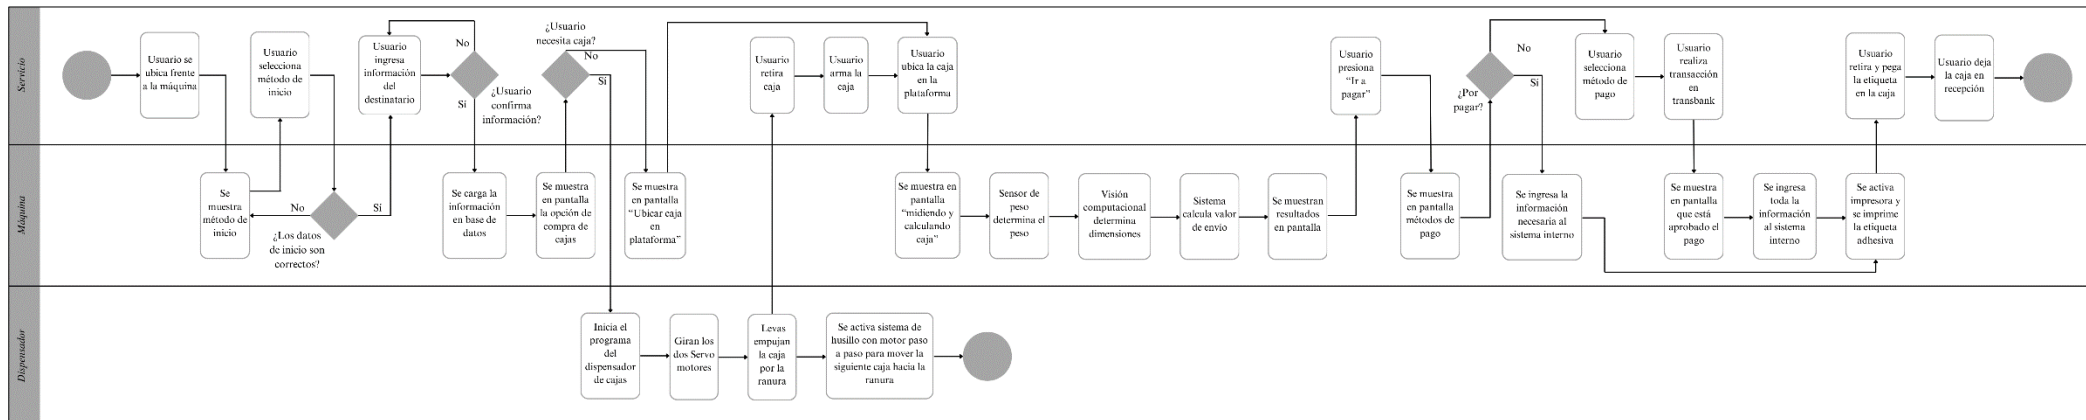 Servicio
Usuario se
ubica frente
a la máquina
Usuario
selecciona
método de
inicio
Usuario
ingresa
información
del
destinatario
No
Sí
¿Usuario
confirma
información?
¿Usuario
necesita caja?
No
Sí
Usuario
retira
caja
Usuario
arma la
caja
Usuario
ubica la caja
en la
plataforma
Usuario
presiona
“Ir a
pagar”
¿Por
pagar?
No
Sí
Usuario
selecciona
método de
pago
Usuario
realiza
transacción
en
transbank
Usuario
retira y pega
la etiqueta
en la caja
Usuario deja
la caja en
recepción
Máquina
Se
muestra
método de
inicio
No
Sí
¿Los datos
de inicio son
correctos?
Se carga la
información
en base de
datos
Se muestra
en pantalla
la opción de
compra de
cajas
Se muestra
en pantalla
“Ubicar caja
en
plataforma”
Se muestra en
pantalla
“midiendo y
calculando
caja”
Sensor de
peso
determina el
peso
Visión
computacional
determina
dimensiones
Sistema
calcula valor
de envío
Se muestran
resultados
en pantalla
Se muestra
en pantalla
métodos de
pago
Se ingresa la
información
necesaria al
sistema interno
Se muestra
en pantalla
que está
aprobado el
pago
Se ingresa
toda la
información
al sistema
interno
Se activa
impresora y
se imprime
la etiqueta
adhesiva
Dispensador
Inicia el
programa
del
dispensador
de cajas
Giran los
dos Servo
motores
Levas
empujan
la caja
por la
ranura
Se activa sistema de
husillo con motor paso
a paso para mover la
siguiente caja hacia la
ranura